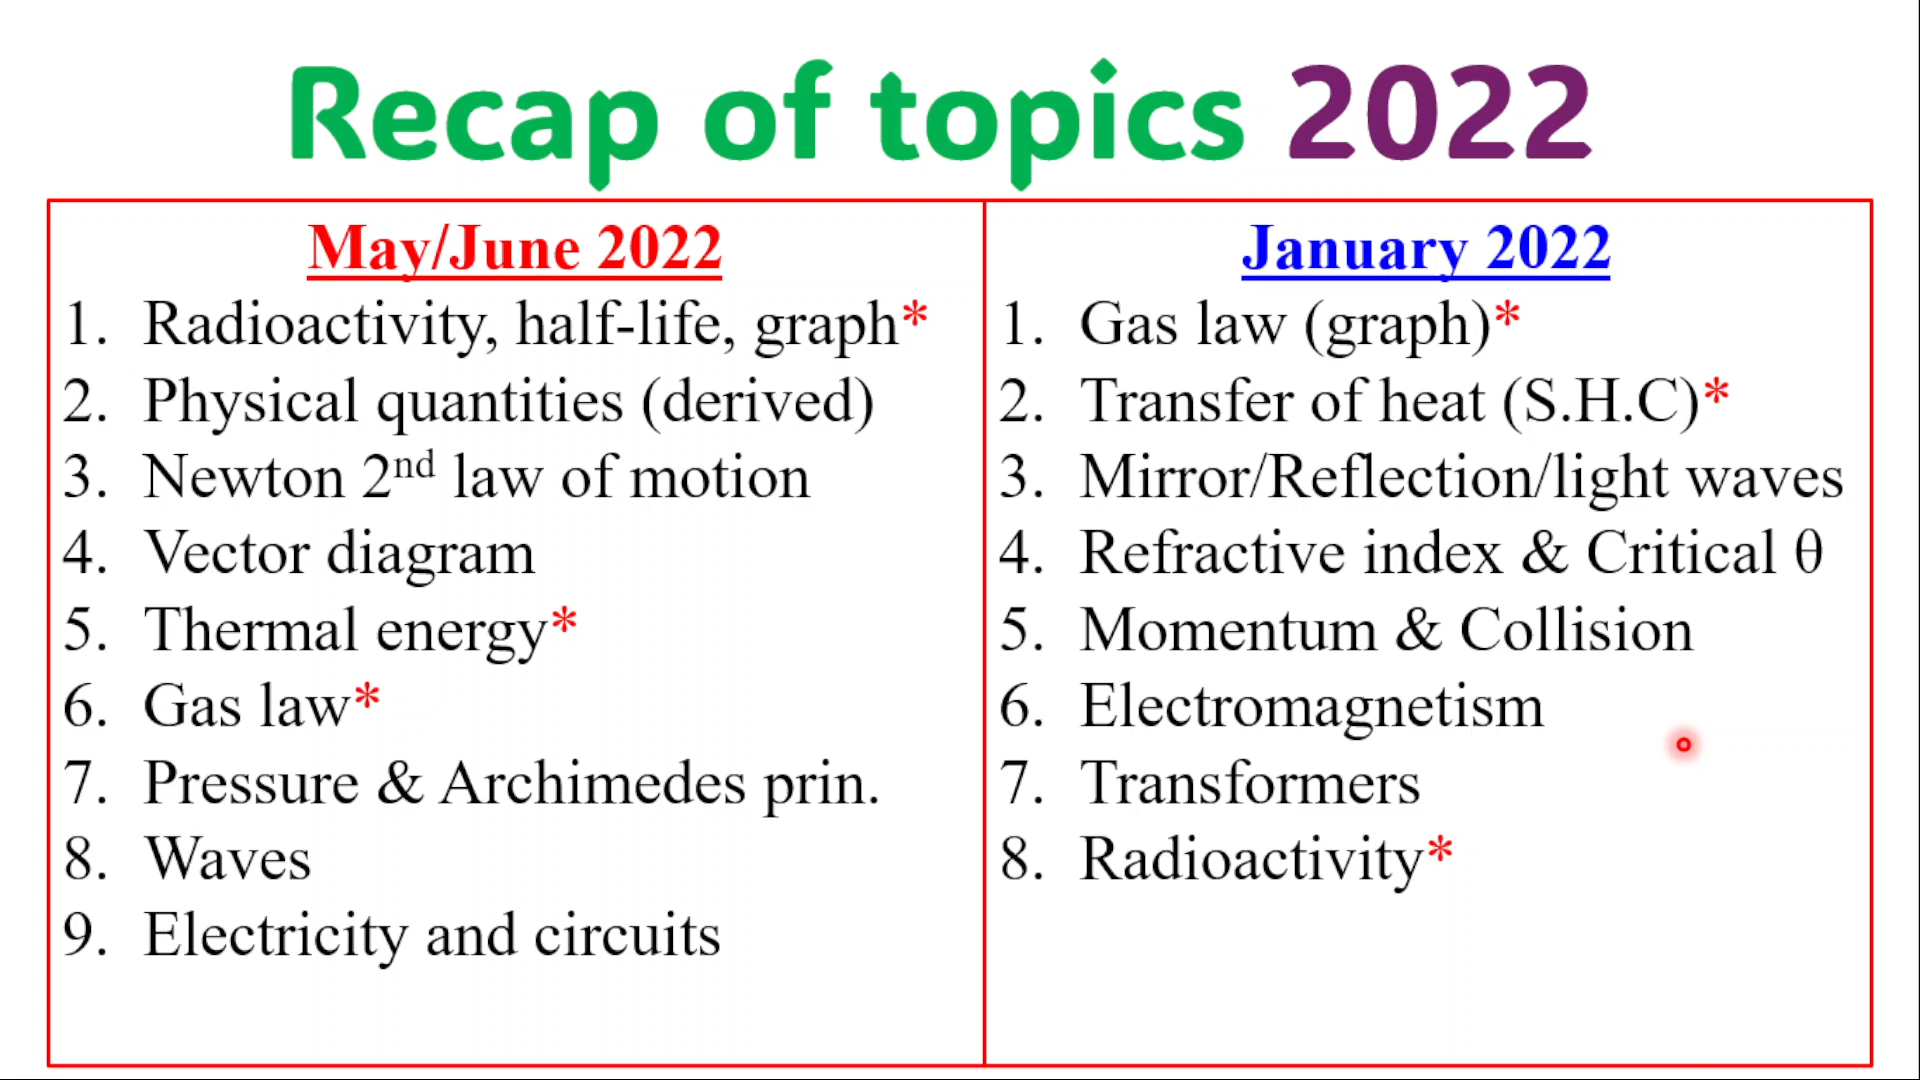 Recap of topics 2022
May/June 2022
1. Radioactivity, half-life, graph*
2. Physical quantities (derived)
3. Newton 2nd law of motion
4. Vector diagram
5. Thermal energy*
6. Gas law*
7. Pressure & Archimedes prin.
8. Waves
9. Electricity and circuits
January 2022
1. Gas law (graph)*
2. Transfer of heat (S.H.C)*
3. Mirror/Reflection/light waves
4. Refractive index & Critical θ
5. Momentum & Collision
6. Electromagnetism
7. Transformers
8. Radioactivity*